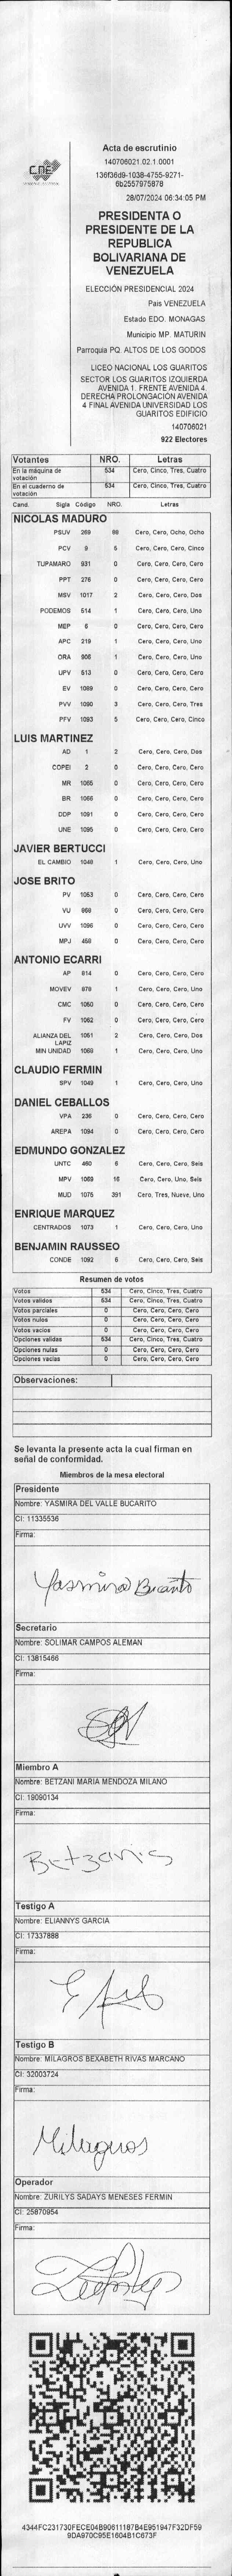 CNE
Acta de escrutinio
140706021.02.1.0001
136f36d9-1038-4755-9271-
6b2557975878
28/07/2024 06:34:05 PM
PRESIDENTA O
PRESIDENTE DE LA
REPUBLICA
BOLIVARIANA DE
VENEZUELA
ELECCIÓN PRESIDENCIAL 2024
Pais VENEZUELA
Estado EDO. MONAGAS
Municipio MP. MATURIN
Parroquia PQ. ALTOS DE LOS GODOS
LICEO NACIONAL LOS GUARITOS
SECTOR LOS GUARITOS IZQUIERDA
AVENIDA 1. FRENTE AVENIDA 4.
DERECHA PROLONGACIÓN AVENIDA
4 FINAL AVENIDA UNIVERSIDAD LOS
GUARITOS EDIFICIO
140706021
922 Electores
Votantes NRO. Letras
En la máquina de votación 534 Cero, Cinco, Tres, Cuatro
En el cuaderno de votación 534 Cero, Cinco, Tres, Cuatro
Cand. Sigla Código NRO. Letras
NICOLAS MADURO
PSUV 269 88 Cero, Cero, Ocho, Ocho
PCV 9 5 Cero, Cero, Cero, Cinco
TUPAMARO 931 0 Cero, Cero, Cero, Cero
PPT 276 0 Cero, Cero, Cero, Cero
MSV 1017 2 Cero, Cero, Cero, Dos
PODEMOS 514 1 Cero, Cero, Cero, Uno
MEP 6 0 Cero, Cero, Cero, Cero
APC 219 1 Cero, Cero, Cero, Uno
ORA 906 1 Cero, Cero, Cero, Uno
UPV 513 0 Cero, Cero, Cero, Cero
EV 1089 0 Cero, Cero, Cero, Cero
PVV 1090 3 Cero, Cero, Cero, Tres
PFV 1093 5 Cero, Cero, Cero, Cinco
LUIS MARTINEZ
AD 1 2 Cero, Cero, Cero, Dos
COPEI 2 0 Cero, Cero, Cero, Cero
MR 1065 0 Cero, Cero, Cero, Cero
BR 1066 0 Cero, Cero, Cero, Cero
DDP 1091 0 Cero, Cero, Cero, Cero
UNE 1095 0 Cero, Cero, Cero, Cero
JAVIER BERTUCCI
EL CAMBIO 1048 1 Cero, Cero, Cero, Uno
JOSE BRITO
PV 1053 0 Cero, Cero, Cero, Cero
VU 868 0 Cero, Cero, Cero, Cero
UVV 1096 0 Cero, Cero, Cero, Cero
MPJ 458 0 Cero, Cero, Cero, Cero
ANTONIO ECARRI
AP 814 0 Cero, Cero, Cero, Cero
MOVEV 878 1 Cero, Cero, Cero, Uno
CMC 1050 0 Cero, Cero, Cero, Cero
FV 1062 0 Cero, Cero, Cero, Cero
ALIANZA DEL LAPIZ 1051 2 Cero, Cero, Cero, Dos
MIN UNIDAD 1068 1 Cero, Cero, Cero, Uno
CLAUDIO FERMIN
SPV 1049 1 Cero, Cero, Cero, Uno
DANIEL CEBALLOS
VPA 236 0 Cero, Cero, Cero, Cero
AREPA 1094 0 Cero, Cero, Cero, Cero
EDMUNDO GONZALEZ
UNTC 460 6 Cero, Cero, Cero, Seis
MPV 1069 16 Cero, Cero, Uno, Seis
MUD 1075 391 Cero, Tres, Nueve, Uno
ENRIQUE MARQUEZ
CENTRADOS 1073 1 Cero, Cero, Cero, Uno
BENJAMIN RAUSSEO
CONDE 1092 6 Cero, Cero, Cero, Seis
Resumen de votos
Votos 534 Cero, Cinco, Tres, Cuatro
Votos validos 534 Cero, Cinco, Tres, Cuatro
Votos parciales 0 Cero, Cero, Cero, Cero
Votos nulos 0 Cero, Cero, Cero, Cero
Votos vacios 0 Cero, Cero, Cero, Cero
Opciones validas 534 Cero, Cinco, Tres, Cuatro
Opciones nulas 0 Cero, Cero, Cero, Cero
Opciones vacias 0 Cero, Cero, Cero, Cero
Observaciones:
Se levanta la presente acta la cual firman en
señal de conformidad.
Miembros de la mesa electoral
Presidente
Nombre: YASMIRA DEL VALLE BUCARITO
CI: 11335536
Firma:
Yasmira Bucarito
Secretario
Nombre: SOLIMAR CAMPOS ALEMAN
CI: 13815466
Firma:
Miembro A
Nombre: BETZANI MARIA MENDOZA MILANO
CI: 19090134
Firma:
Betzanis
Testigo A
Nombre: ELIANNYS GARCIA
CI: 17337888
Firma:
Testigo B
Nombre: MILAGROS BEXABETH RIVAS MARCANO
CI: 32003724
Firma:
Milagros
Operador
Nombre: ZURILYS SADAYS MENESES FERMIN
CI: 25870954
Firma:
4344FC231730FECE04B90611187B4E951947F32DF59
9DA970C95E1604B1C673F